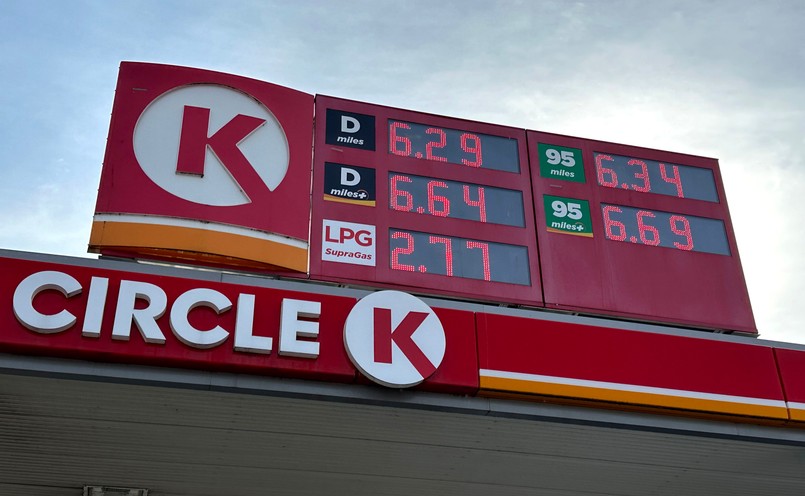 K
D
miles
6.29
D
miles+
6.64
LPG
SupraGas
2.77
95
miles
6.34
95
miles+
6.69
CIRCLE K